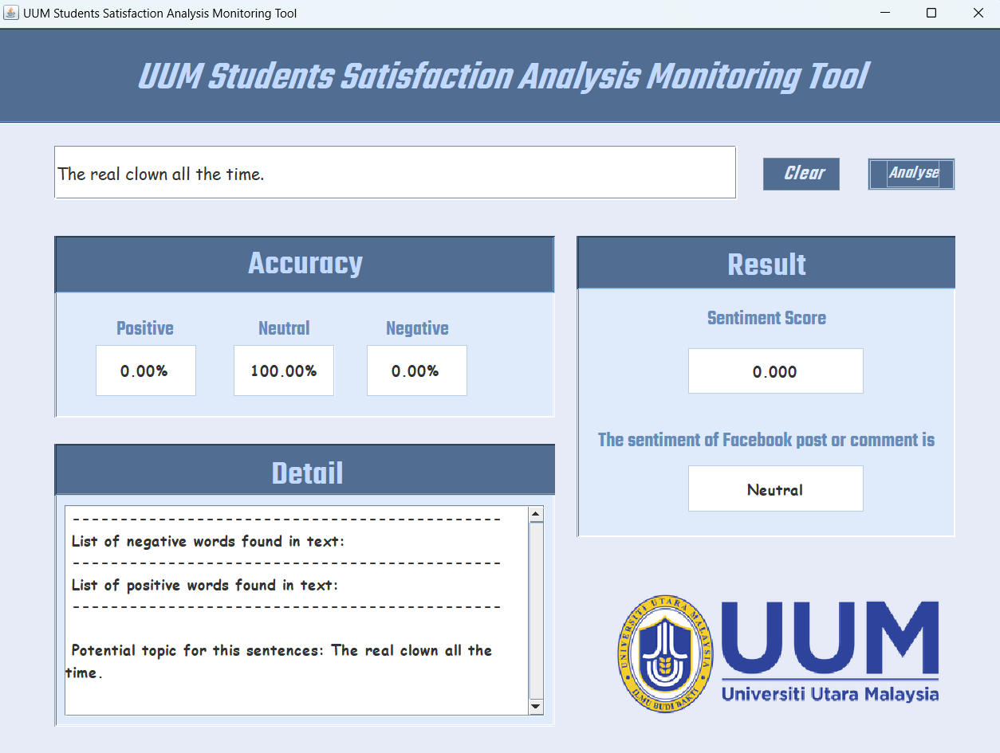 UUM Students Satisfaction Analysis Monitoring Tool
UUM Students Satisfaction Analysis Monitoring Tool
The real clown all the time.
Clear
Analyse
Accuracy
Positive Neutral Negative
0.00% 100.00% 0.00%
Result
Sentiment Score
0.000
The sentiment of Facebook post or comment is
Neutral
Detail
---------------------------------------------
List of negative words found in text:
---------------------------------------------
List of positive words found in text:
---------------------------------------------
Potential topic for this sentences: The real clown all the
time.
UNIVERSITI UTARA MALAYSIA
ILMU BUDI BAKTI
UUM
Universiti Utara Malaysia